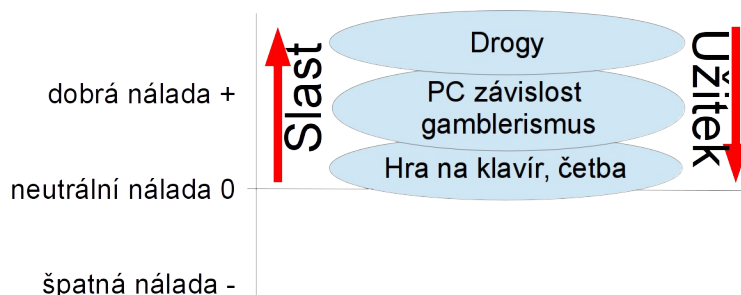 Drogy
dobrá nálada +
Slast
PC závislost
gamblerismus
Užitek
Hra na klavír, četba
neutrální nálada 0
špatná nálada -